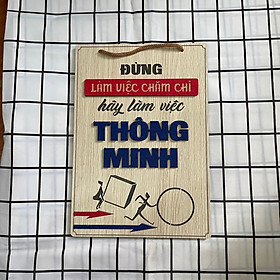 ĐỪNG
LÀM VIỆC CHĂM CHỈ
hãy làm việc
THÔNG
MINH